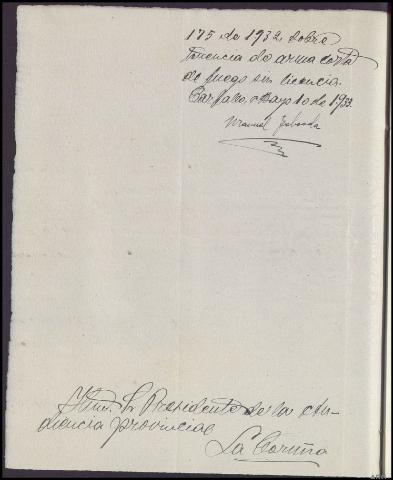 175 de 1932 sobre
tenencia de arma corta
de fuego sin licencia.
Carballo, Mayo 10 de 1933.
Manuel
Ilmo. Sr Presidente de la Au-
diencia provincial
La Coruña